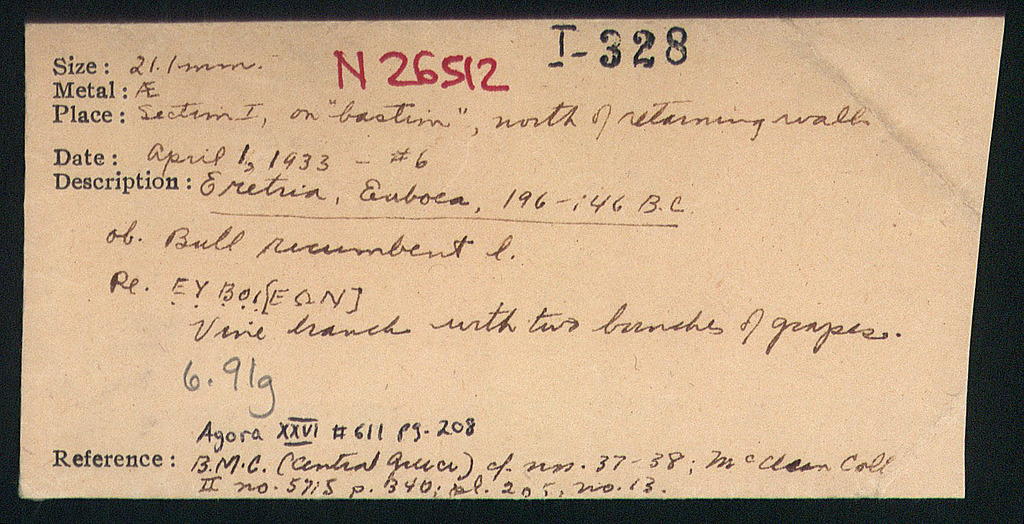 I-328
N 26512
Size: 21.1 mm.
Metal: Æ
Place: Section I, on "bastion", north of retaining wall
Date: April 1, 1933 - #6
Description: Eretria, Euboea, 196-146 B.C.
ob. Bull recumbent l.
Re. ΕΥΒΟΙ[ΕΩΝ]
Vine branch with two bunches of grapes.
6.91g
Agora XXVI #611 pg. 208
Reference: B.M.C. (Central Greece) cf. nos. 37-38; McClean Coll
II no. 5715 p. 340; pl. 205, no. 13.